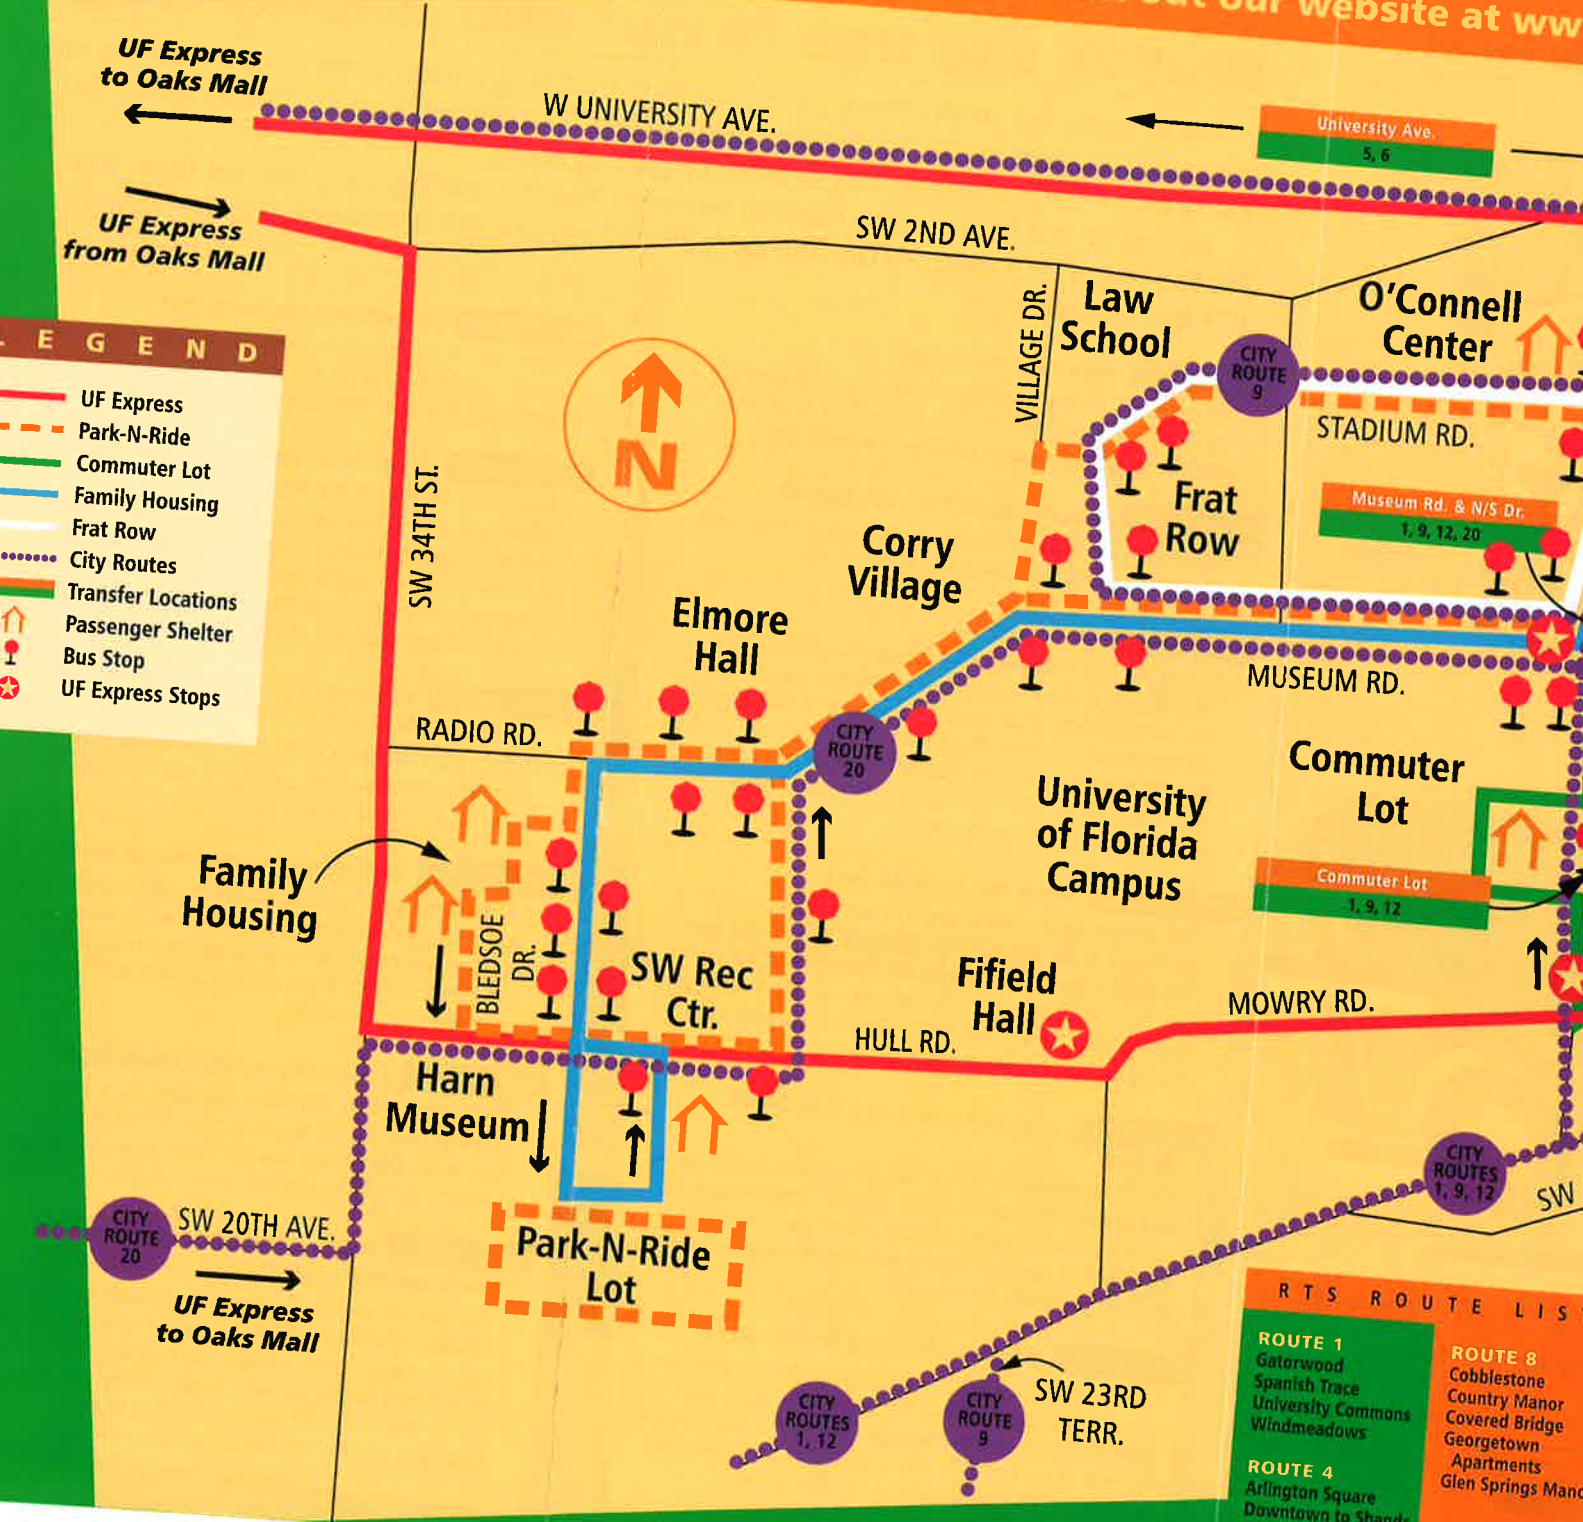 out our website at ww
UF Express
to Oaks Mall
W UNIVERSITY AVE.
University Ave.
5, 6
UF Express
from Oaks Mall
SW 2ND AVE.
VILLAGE DR.
Law
School
O'Connell
Center
CITY
ROUTE
9
STADIUM RD.
L E G E N D
UF Express
Park-N-Ride
Commuter Lot
Family Housing
Frat Row
City Routes
Transfer Locations
Passenger Shelter
Bus Stop
UF Express Stops
N
SW 34TH ST.
Frat
Row
Museum Rd. & N/S Dr.
1, 9, 12, 20
Corry
Village
Elmore
Hall
MUSEUM RD.
RADIO RD.
CITY
ROUTE
20
Commuter
Lot
University
of Florida
Campus
Family
Housing
Commuter Lot
1, 9, 12
BLEDSOE
DR.
SW Rec
Ctr.
Fifield
Hall
MOWRY RD.
HULL RD.
Harn
Museum
CITY
ROUTES
1, 9, 12
SW
CITY
ROUTE
20
SW 20TH AVE.
UF Express
to Oaks Mall
Park-N-Ride
Lot
CITY
ROUTES
1, 12
CITY
ROUTE
9
SW 23RD
TERR.
RTS ROUTE LIS
ROUTE 1
Gatorwood
Spanish Trace
University Commons
Windmeadows
ROUTE 4
Arlington Square
Downtown to Shands
ROUTE 8
Cobblestone
Country Manor
Covered Bridge
Georgetown
Apartments
Glen Springs Mano